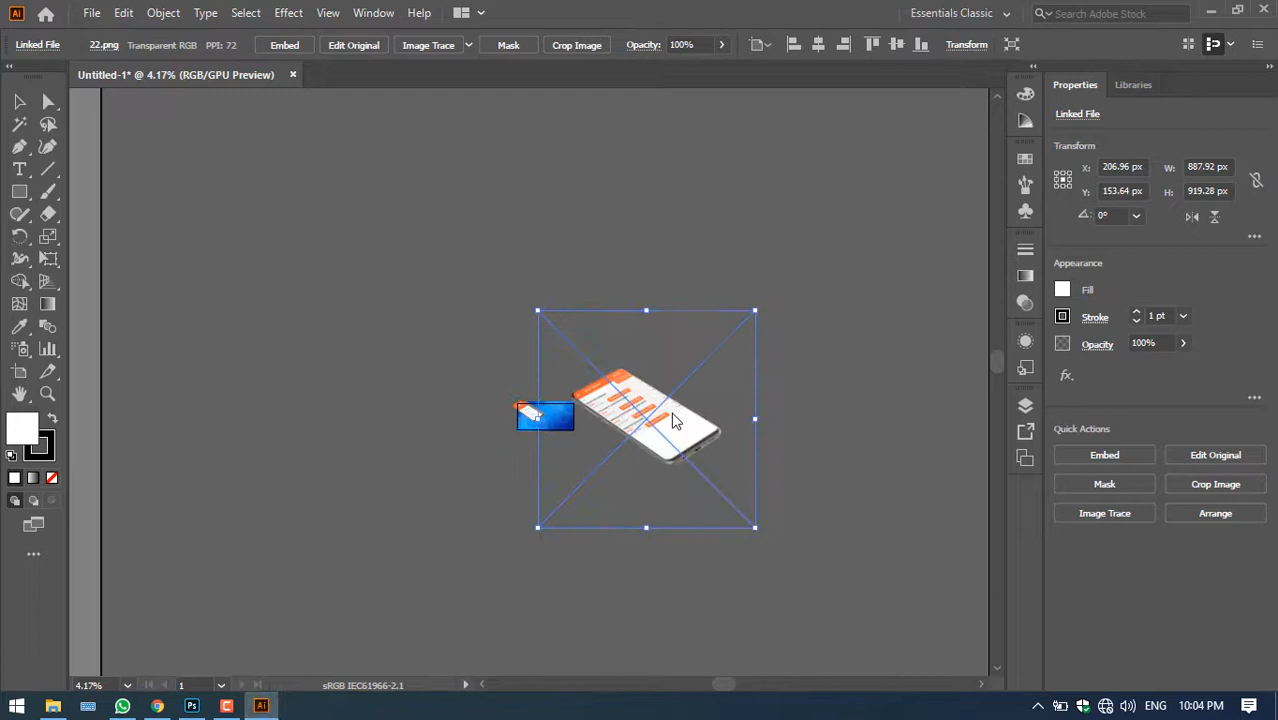 Ai File Edit Object Type Select Effect View Window Help Essentials Classic Search Adobe Stock
Linked File 22.png Transparent RGB PPI: 72 Embed Edit Original Image Trace Mask Crop Image Opacity: 100% Transform
Untitled-1* @ 4.17% (RGB/GPU Preview)
Properties Libraries
Linked File
Transform
X: 206.96 px W: 887.92 px
Y: 153.64 px H: 919.28 px
0°
Appearance
Fill
Stroke 1 pt
Opacity 100%
fx.
Quick Actions
Embed Edit Original
Mask Crop Image
Image Trace Arrange
4.17% 1 sRGB IEC61966-2.1
Ps Ai ENG 10:04 PM